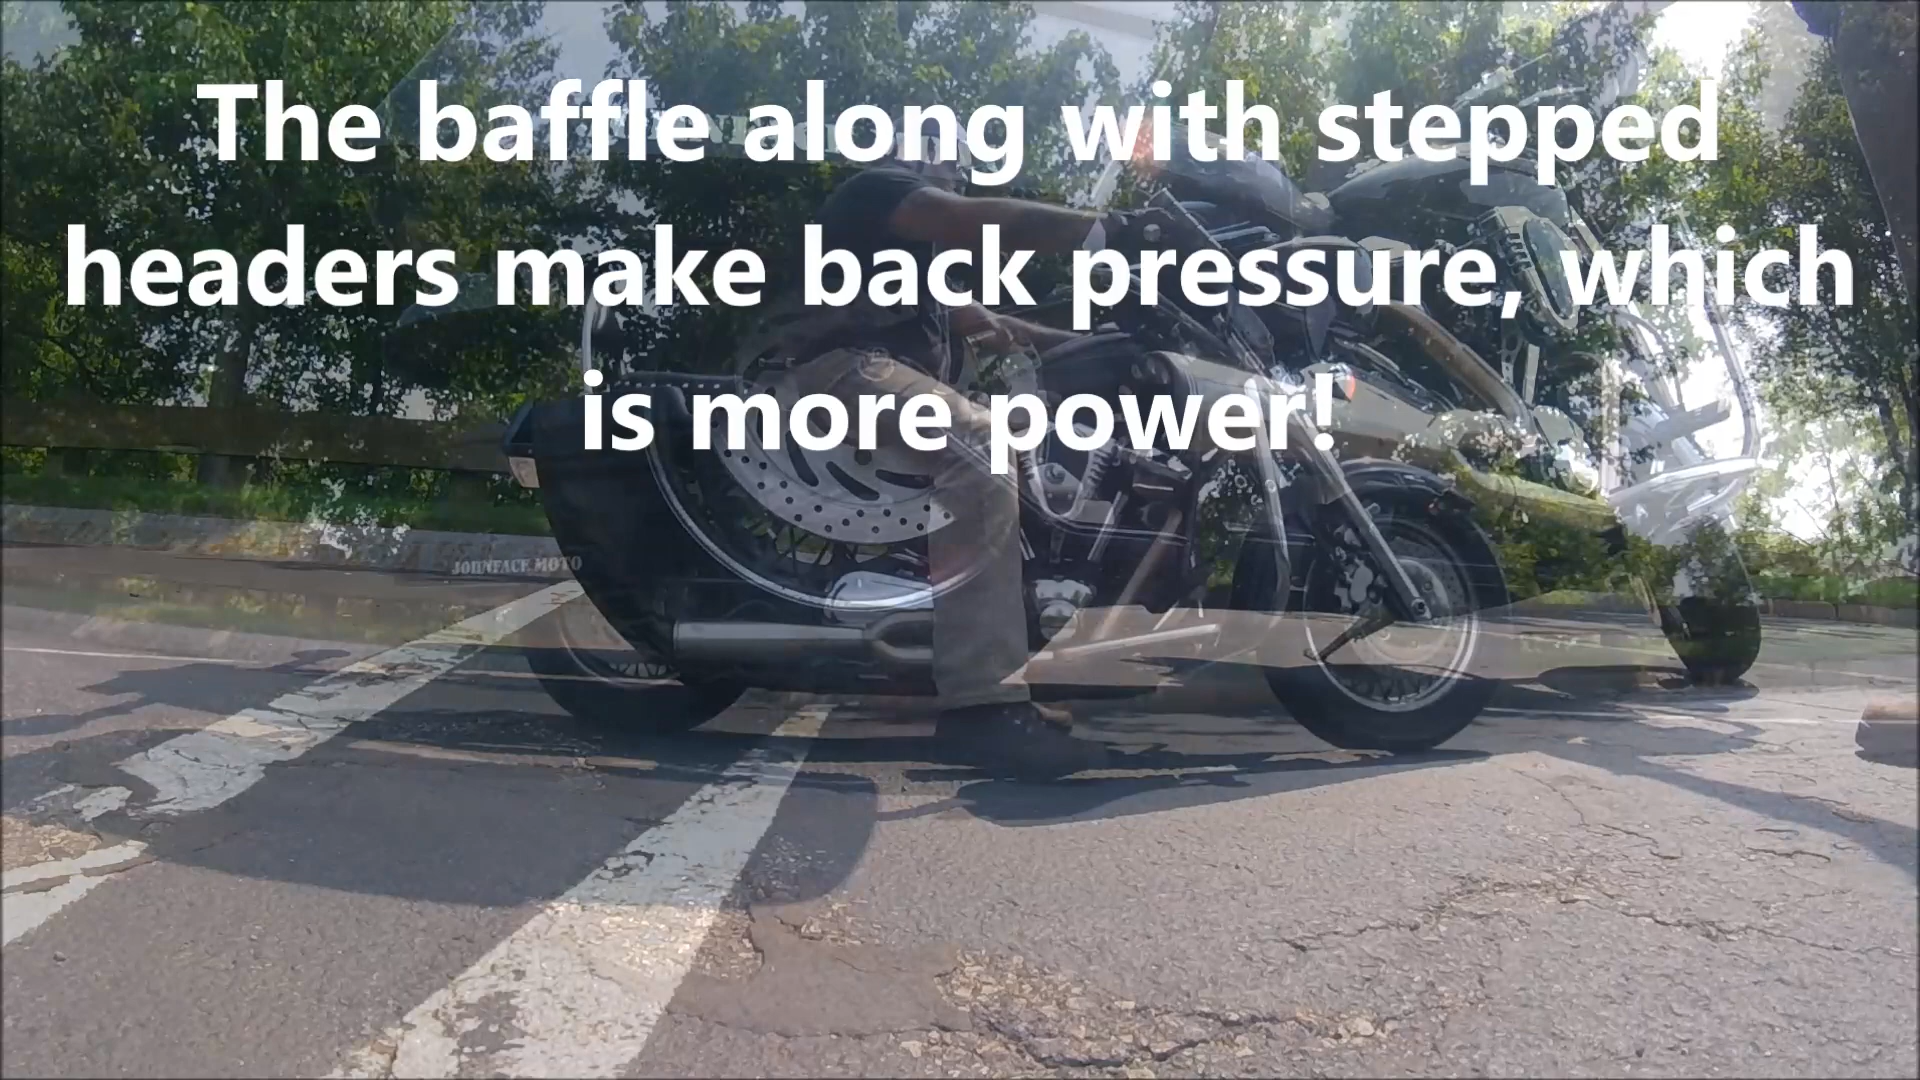 The baffle along with stepped
headers make back pressure, which
is more power!
JOHNFACE MOTO